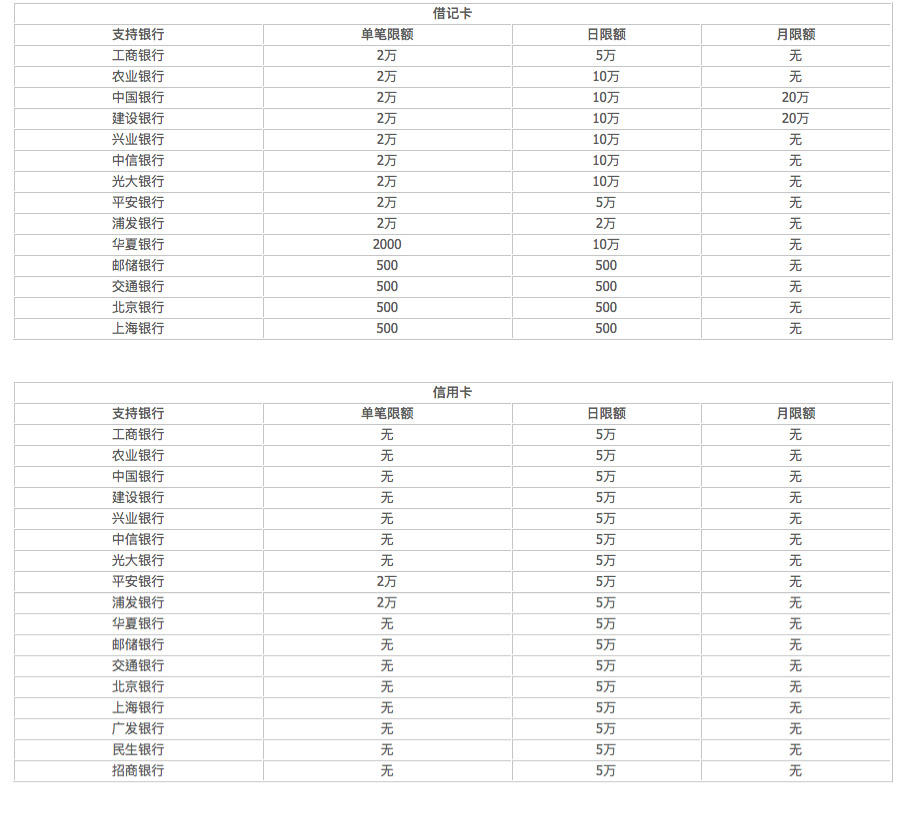 借记卡
支持银行 单笔限额 日限额 月限额
工商银行 2万 5万 无
农业银行 2万 10万 无
中国银行 2万 10万 20万
建设银行 2万 10万 20万
兴业银行 2万 10万 无
中信银行 2万 10万 无
光大银行 2万 10万 无
平安银行 2万 5万 无
浦发银行 2万 2万 无
华夏银行 2000 10万 无
邮储银行 500 500 无
交通银行 500 500 无
北京银行 500 500 无
上海银行 500 500 无
信用卡
支持银行 单笔限额 日限额 月限额
工商银行 无 5万 无
农业银行 无 5万 无
中国银行 无 5万 无
建设银行 无 5万 无
兴业银行 无 5万 无
中信银行 无 5万 无
光大银行 无 5万 无
平安银行 2万 5万 无
浦发银行 2万 5万 无
华夏银行 无 5万 无
邮储银行 无 5万 无
交通银行 无 5万 无
北京银行 无 5万 无
上海银行 无 5万 无
广发银行 无 5万 无
民生银行 无 5万 无
招商银行 无 5万 无